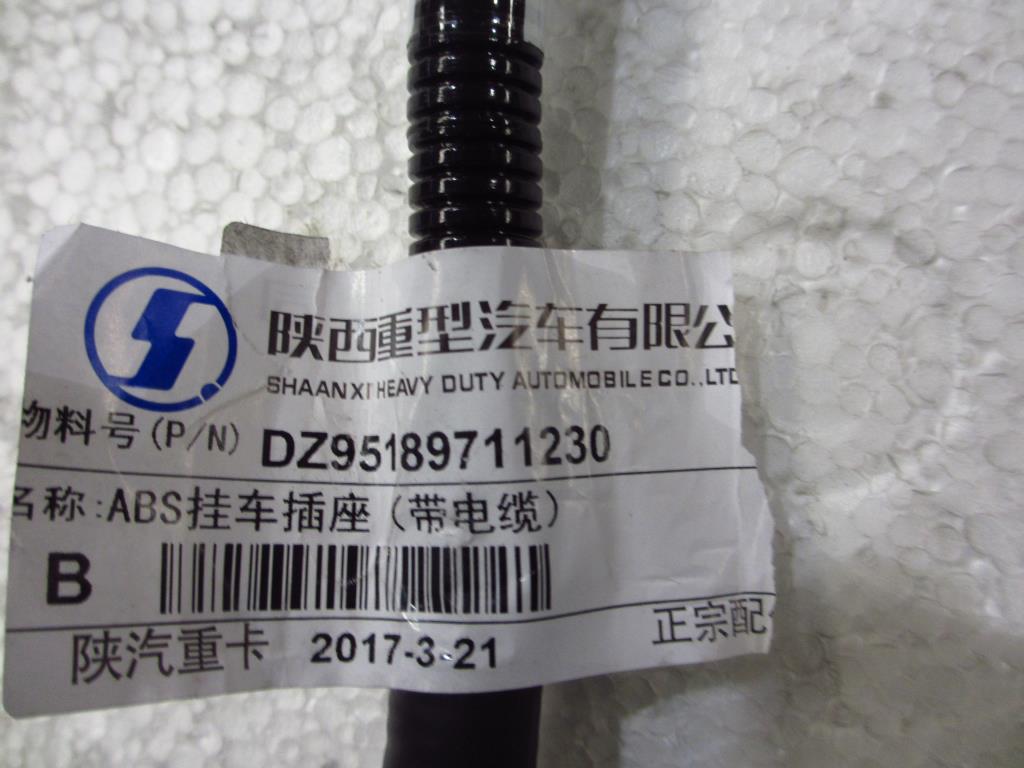 陕西重型汽车有限公
SHAANXI HEAVY DUTY AUTOMOBILE CO.,LTD
物料号(P/N) DZ95189711230
名称:ABS挂车插座(带电缆)
B
陕汽重卡 2017-3-21 正宗配